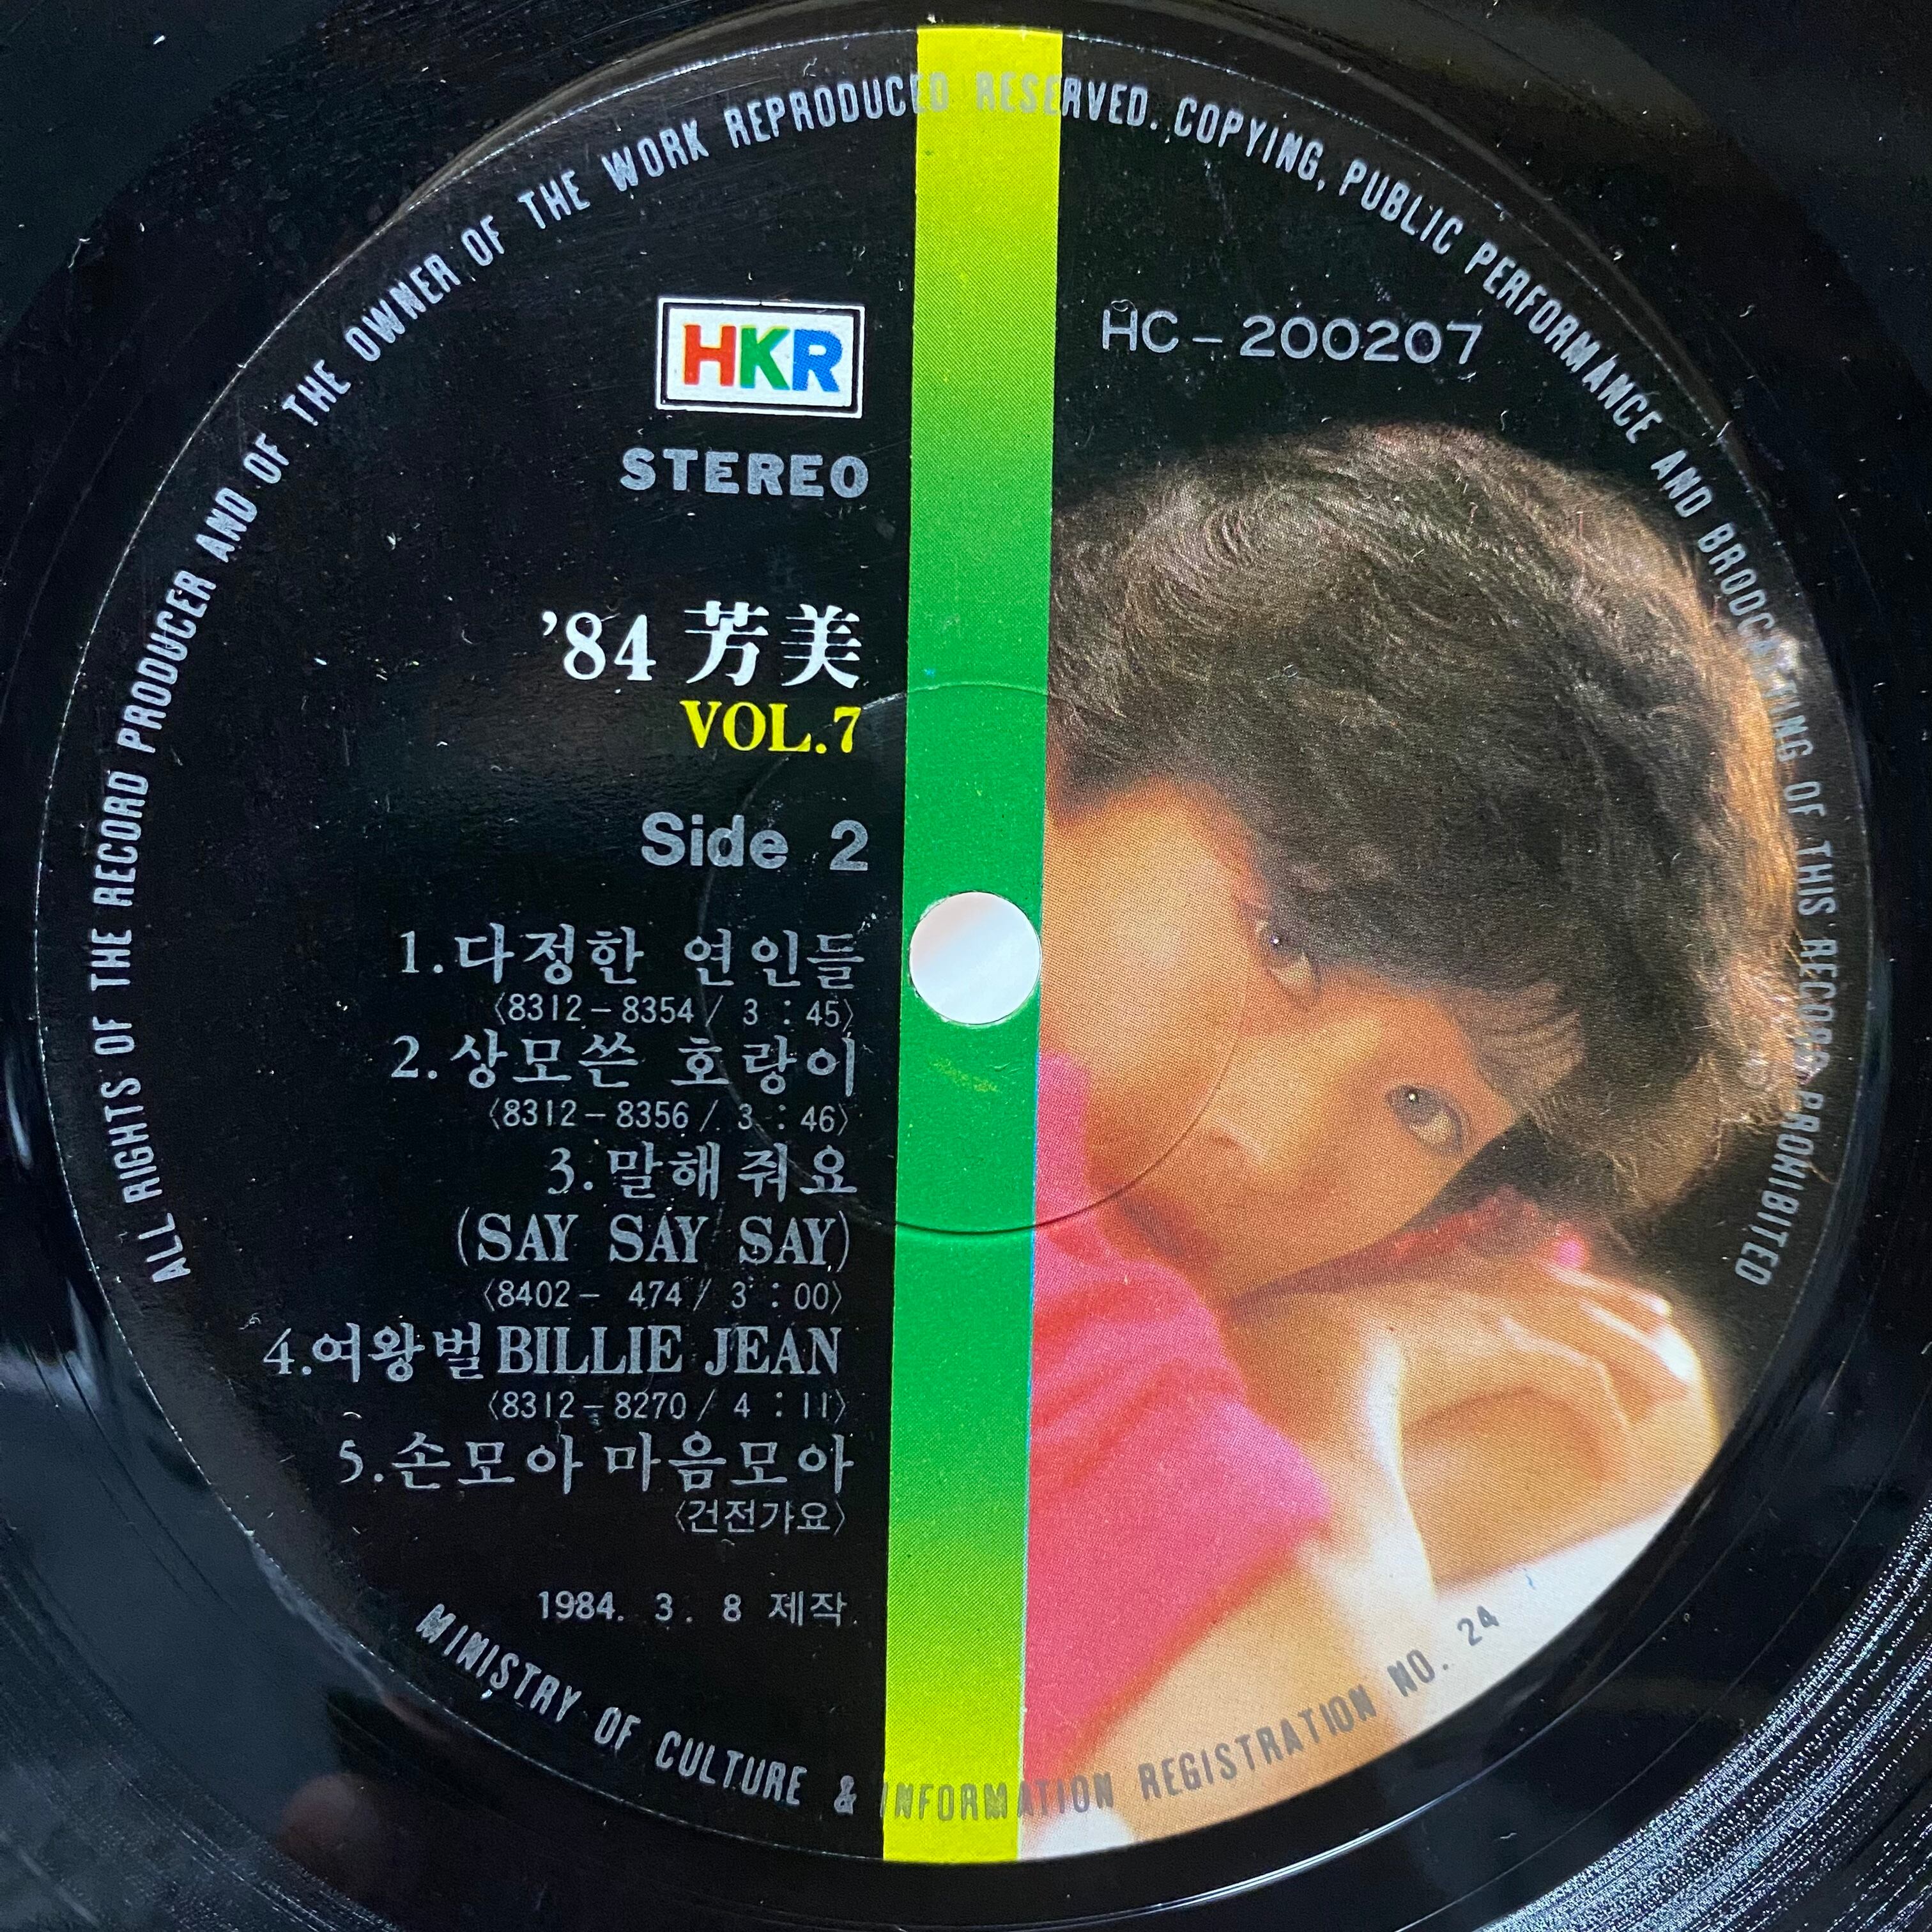 ALL RIGHTS OF THE RECORD PRODUCER AND OF THE OWNER OF THE WORK REPRODUCED RESERVED. COPYING, PUBLIC PERFORMANCE AND BRODCATING OF THIS RECORD PROHIBITED
HKR
HC-200207
STEREO
'84 芳美
VOL.7
Side 2
1.다정한 연인들
〈8312-8354 / 3 : 45〉
2.상모쓴 호랑이
〈8312-8356 / 3 : 46〉
3.말해 줘요
(SAY SAY SAY)
〈8402- 474 / 3 : 00〉
4.여왕벌 BILLIE JEAN
〈8312-8270 / 4 : 11〉
5.손모아 마음모아
〈건전가요〉
1984. 3. 8 제작
MINISTRY OF CULTURE & INFORMATION REGISTRATION NO. 24